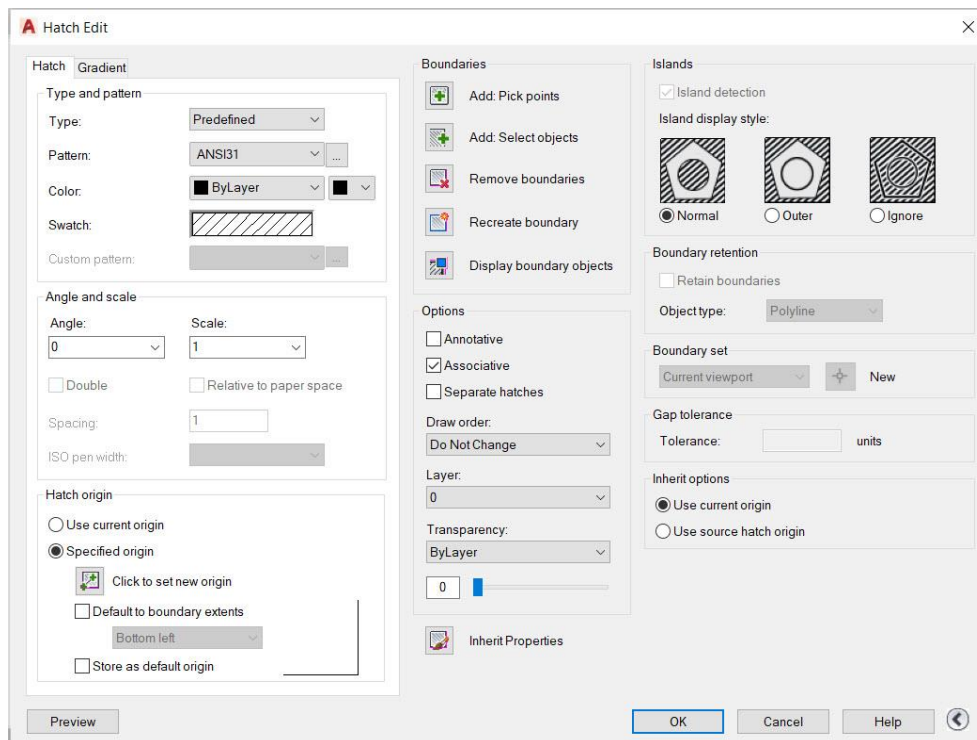 A Hatch Edit
Hatch
Gradient
Type and pattern
Type:
Predefined
Pattern:
ANSI31
...
Color:
ByLayer
Swatch:
Custom pattern:
...
Angle and scale
Angle:
Scale:
0
1
Double
Relative to paper space
Spacing:
1
ISO pen width:
Hatch origin
Use current origin
Specified origin
Click to set new origin
Default to boundary extents
Bottom left
Store as default origin
Preview
Boundaries
Add: Pick points
Add: Select objects
Remove boundaries
Recreate boundary
Display boundary objects
Options
Annotative
Associative
Separate hatches
Draw order:
Do Not Change
Layer:
0
Transparency:
ByLayer
0
Inherit Properties
Islands
Island detection
Island display style:
Normal
Outer
Ignore
Boundary retention
Retain boundaries
Object type:
Polyline
Boundary set
Current viewport
New
Gap tolerance
Tolerance:
units
Inherit options
Use current origin
Use source hatch origin
OK
Cancel
Help